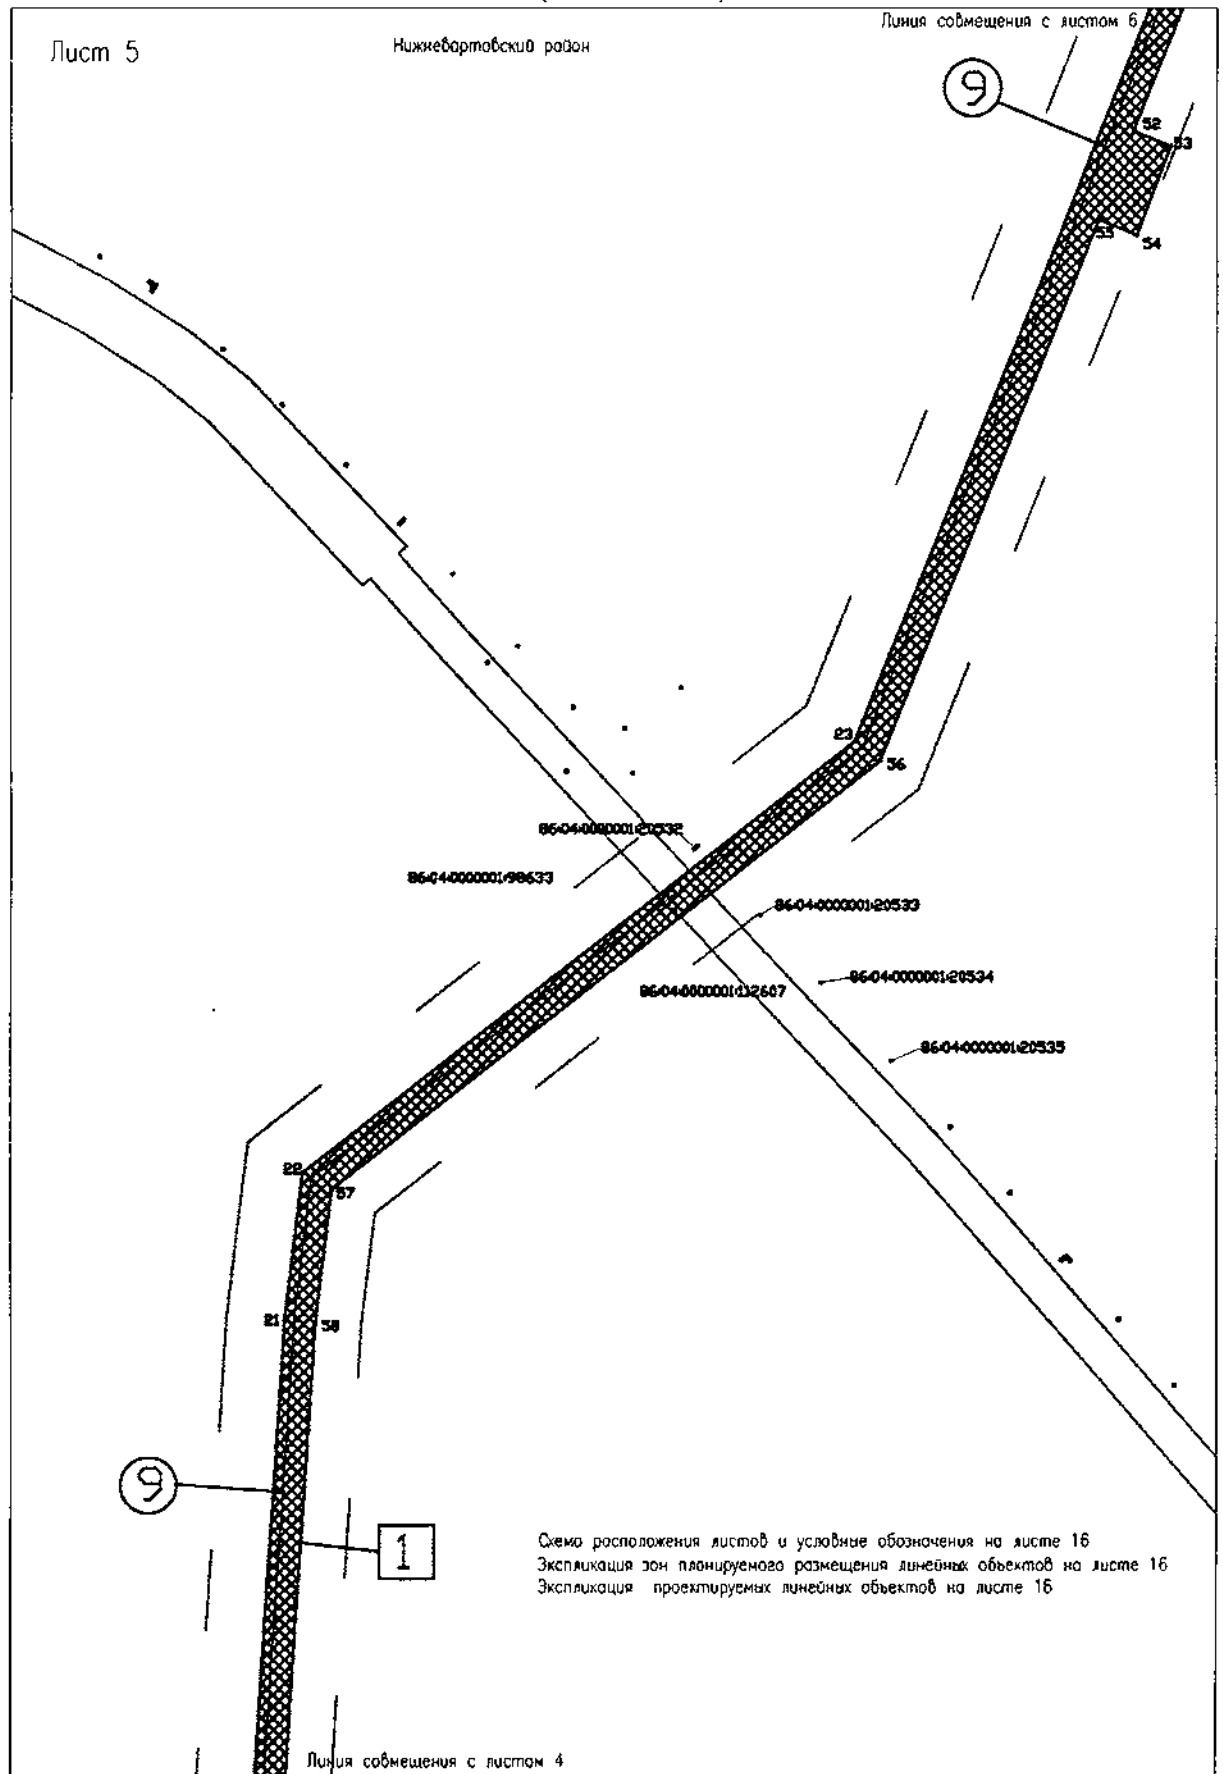 Линия совмещения с листом 6
Лист 5
Нижневартовский район
9
52
53
55
54
23
56
86:04:0000001:20532
86:04:0000001:98633
86:04:0000001:20533
86:04:0000001:20534
86:04:0000001:112607
86:04:0000001:20535
22
57
21
58
9
1
Схема расположения листов и условные обозначения на листе 16
Экспликация зон планируемого размещения линейных объектов на листе 16
Экспликация проектируемых линейных объектов на листе 16
Линия совмещения с листом 4